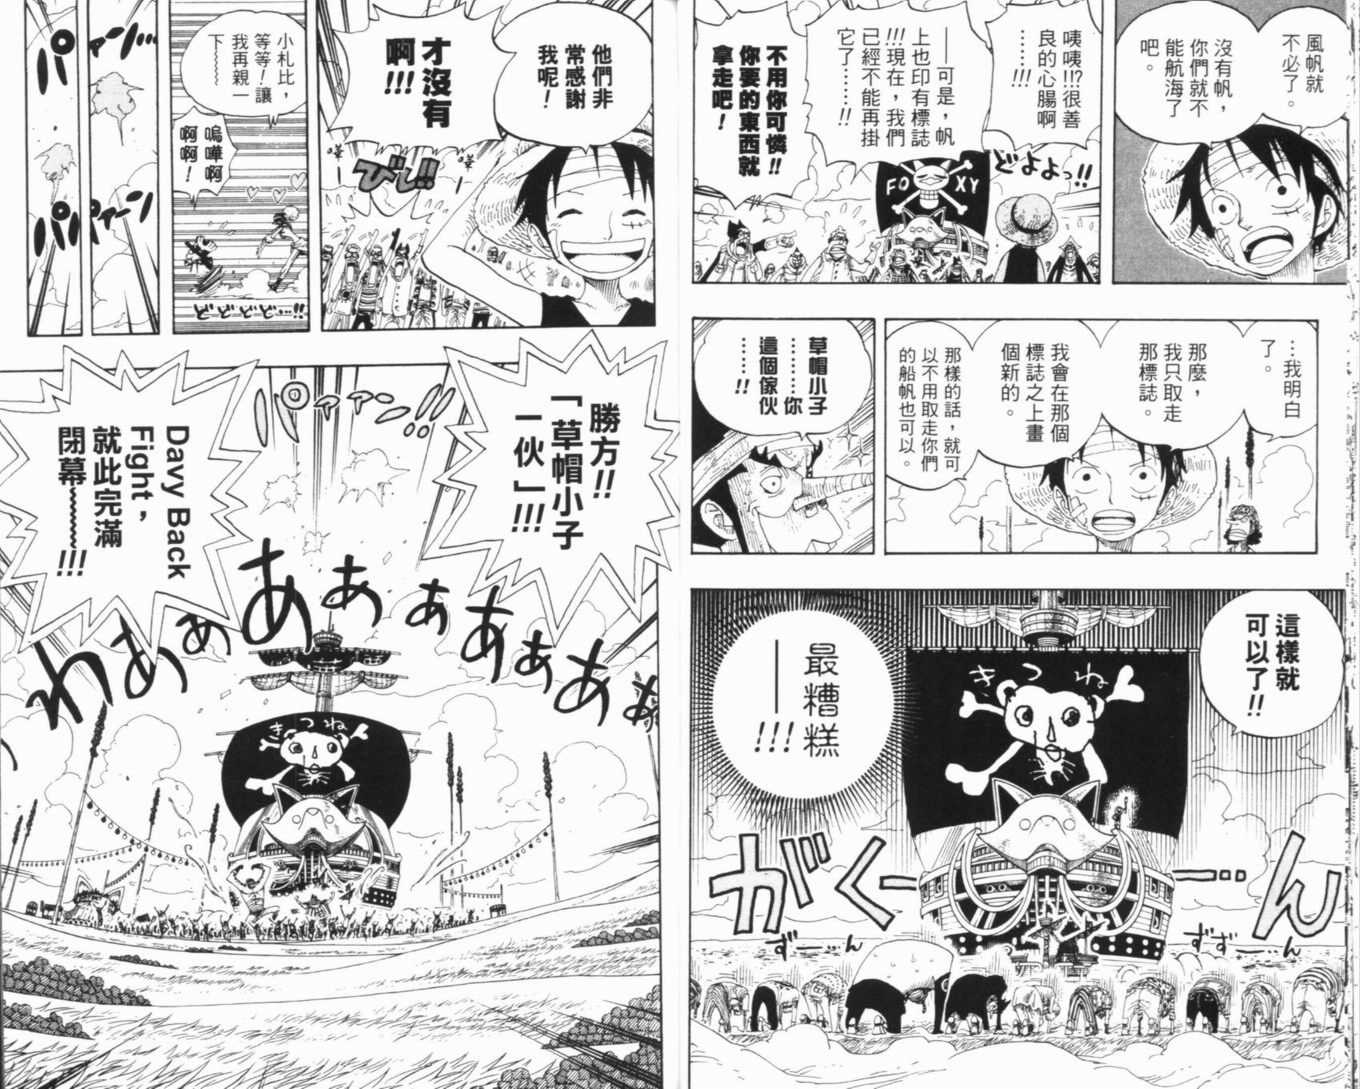 風帆就
不必了。
沒有帆，
你們就不
能航海了
吧。
咦咦!!?很善
良的心腸啊
……!!!
——可是，帆
上也印有標誌
!!!現在，我們
已經不能再掛
它了……!!
不用你可憐!!
你要的東西就
拿走吧！
どよよっ!!
FOXY
…我明白
了。
那麼，
我只取走
那標誌。
我會在那個
標誌之上畫
個新的。
那樣的話，就可
以不用取走你們
的船帆也可以。
草帽小子
………你
這個傢伙
……!!
這樣就
可以了!!
きつね
最糟糕
——!!!
がくー…ん
ずー…ん
ずず…ん
他們非
常感謝
我呢！
才沒有
啊!!!
びしっ!!
小札比，
等等！讓
我再親一
下～～～
嗚嘩啊
啊啊！
どどどど…!!
パァーン
パァーン
勝方!!
「草帽小子
一伙」!!!
パァァン!!
Davy Back
Fight，
就此完滿
閉幕～～～!!!
わあぁぁあぁぁあぁあぁ
きつね